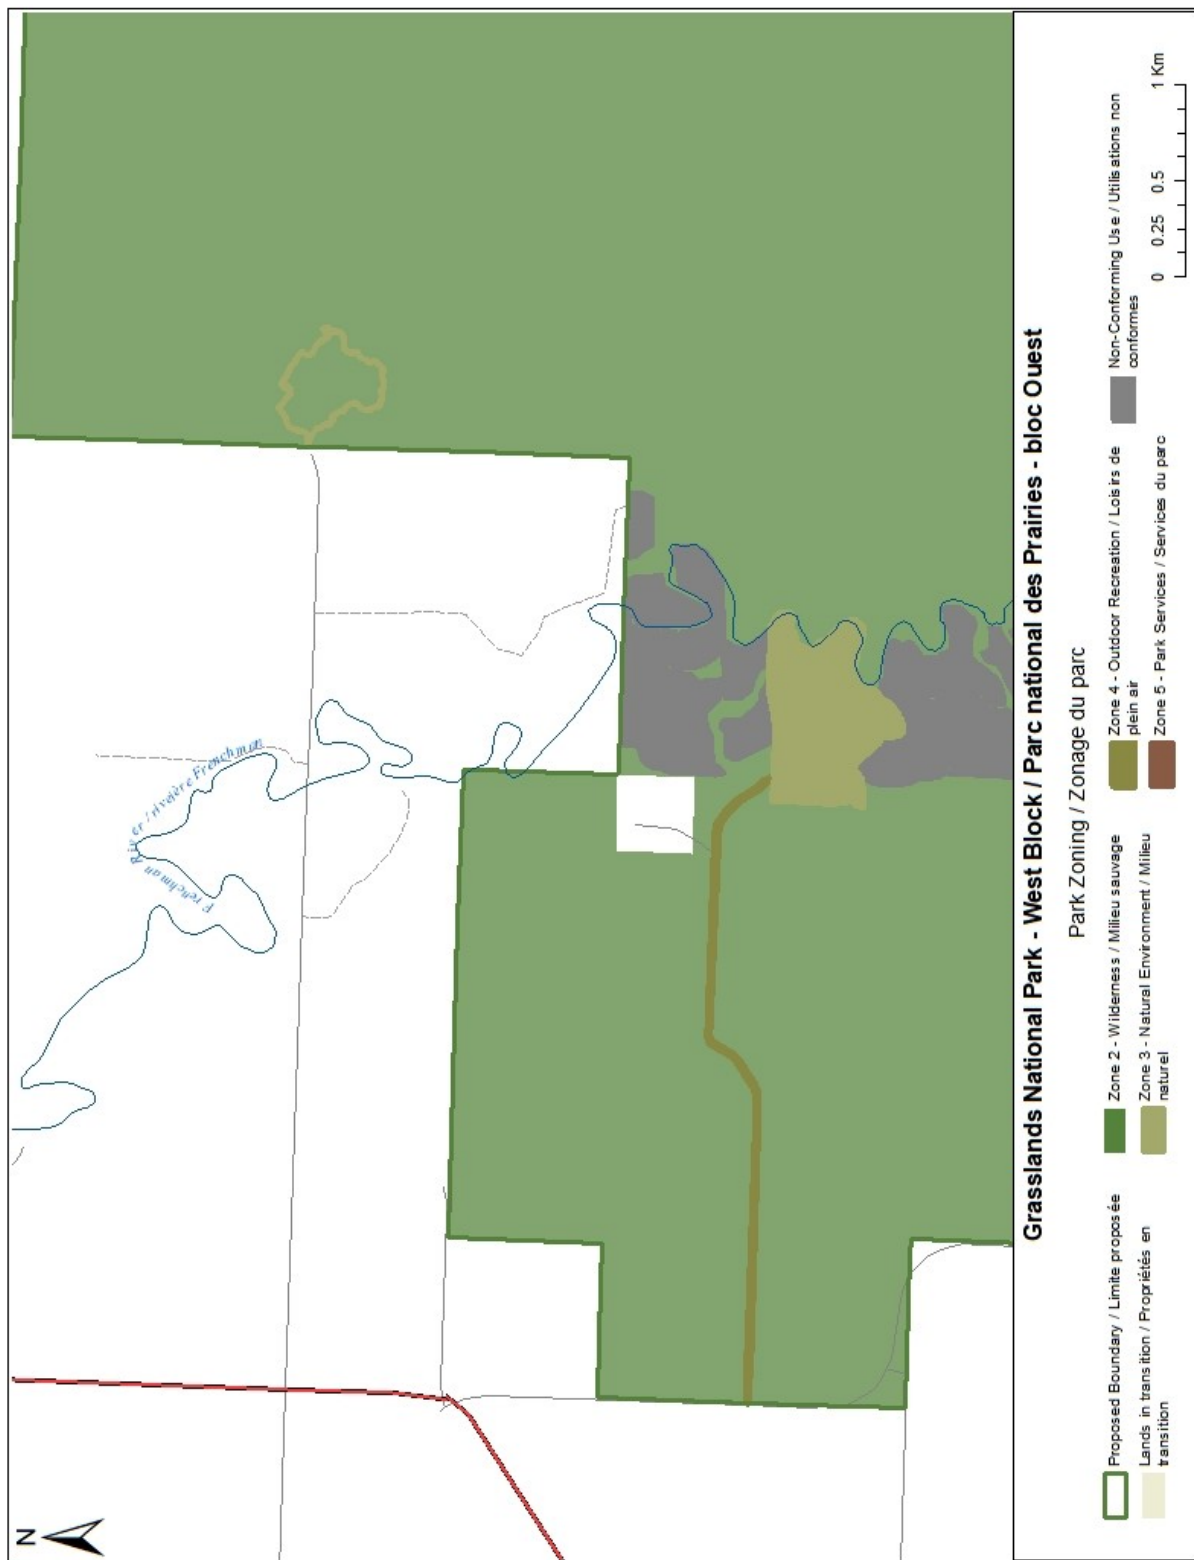 N
Frenchman River / rivière Frenchman
Grasslands National Park - West Block / Parc national des Prairies - bloc Ouest
Park Zoning / Zonage du parc
Proposed Boundary / Limite proposée
Lands in transition / Propriétés en
transition
Zone 2 - Wilderness / Milieu sauvage
Zone 3 - Natural Environment / Milieu
naturel
Zone 4 - Outdoor Recreation / Loisirs de
plein air
Zone 5 - Park Services / Services du parc
Non-Conforming Use / Utilisations non
conformes
0 0.25 0.5 1 Km